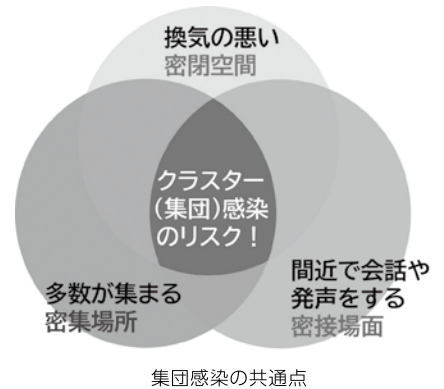 換気の悪い
密閉空間
クラスター
(集団)感染
のリスク！
多数が集まる
密集場所
間近で会話や
発声をする
密接場面
集団感染の共通点